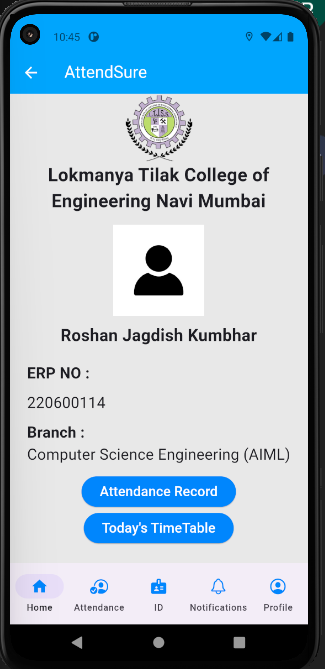 10:45
AttendSure
Lokmanya Tilak College of
Engineering Navi Mumbai
Roshan Jagdish Kumbhar
ERP NO :
220600114
Branch :
Computer Science Engineering (AIML)
Attendance Record
Today's TimeTable
Home Attendance ID Notifications Profile